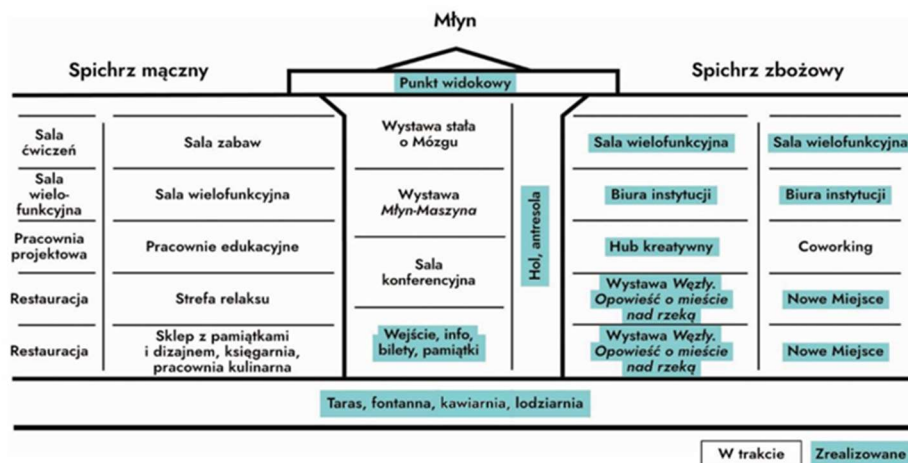 Młyn
Spichrz mączny
Spichrz zbożowy
Punkt widokowy
Sala
ćwiczeń
Sala zabaw
Wystawa stała
o Mózgu
Hol, antresola
Sala wielofunkcyjna
Sala wielofunkcyjna
Sala
wielo-
funkcyjna
Sala wielofunkcyjna
Wystawa
Młyn-Maszyna
Biura instytucji
Biura instytucji
Pracownia
projektowa
Pracownie edukacyjne
Sala
konferencyjna
Hub kreatywny
Coworking
Restauracja
Strefa relaksu
Wystawa Węzły.
Opowieść o mieście
nad rzeką
Nowe Miejsce
Restauracja
Sklep z pamiątkami
i dizajnem, księgarnia,
pracownia kulinarna
Wejście, info,
bilety, pamiątki
Wystawa Węzły.
Opowieść o mieście
nad rzeką
Nowe Miejsce
Taras, fontanna, kawiarnia, lodziarnia
W trakcie
Zrealizowane